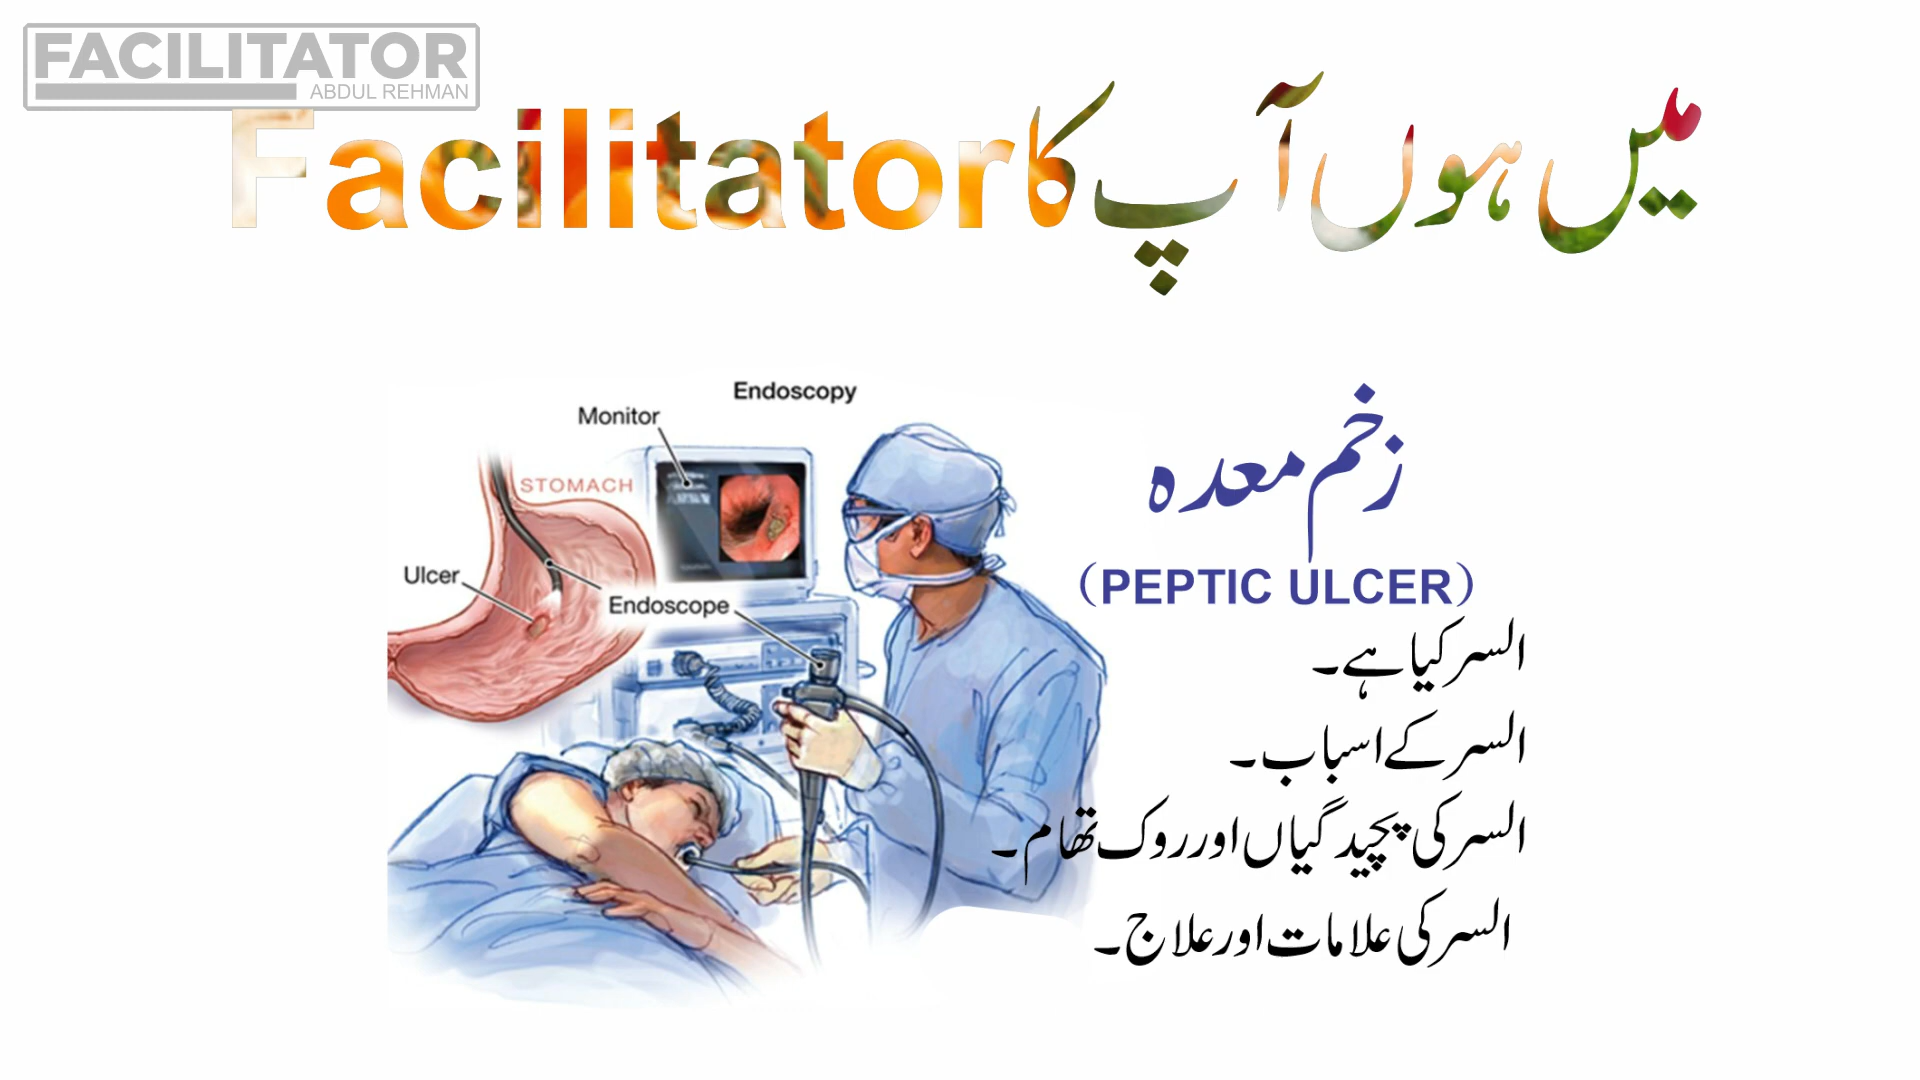 FACILITATOR
ABDUL REHMAN
میں ہوں آپ کا Facilitator
Endoscopy
Monitor
STOMACH
Ulcer
Endoscope
زخم معدہ
(PEPTIC ULCER)
السر کیا ہے۔
السر کے اسباب۔
السر کی پیچیدگیاں اور روک تھام۔
السر کی علامات اور علاج۔